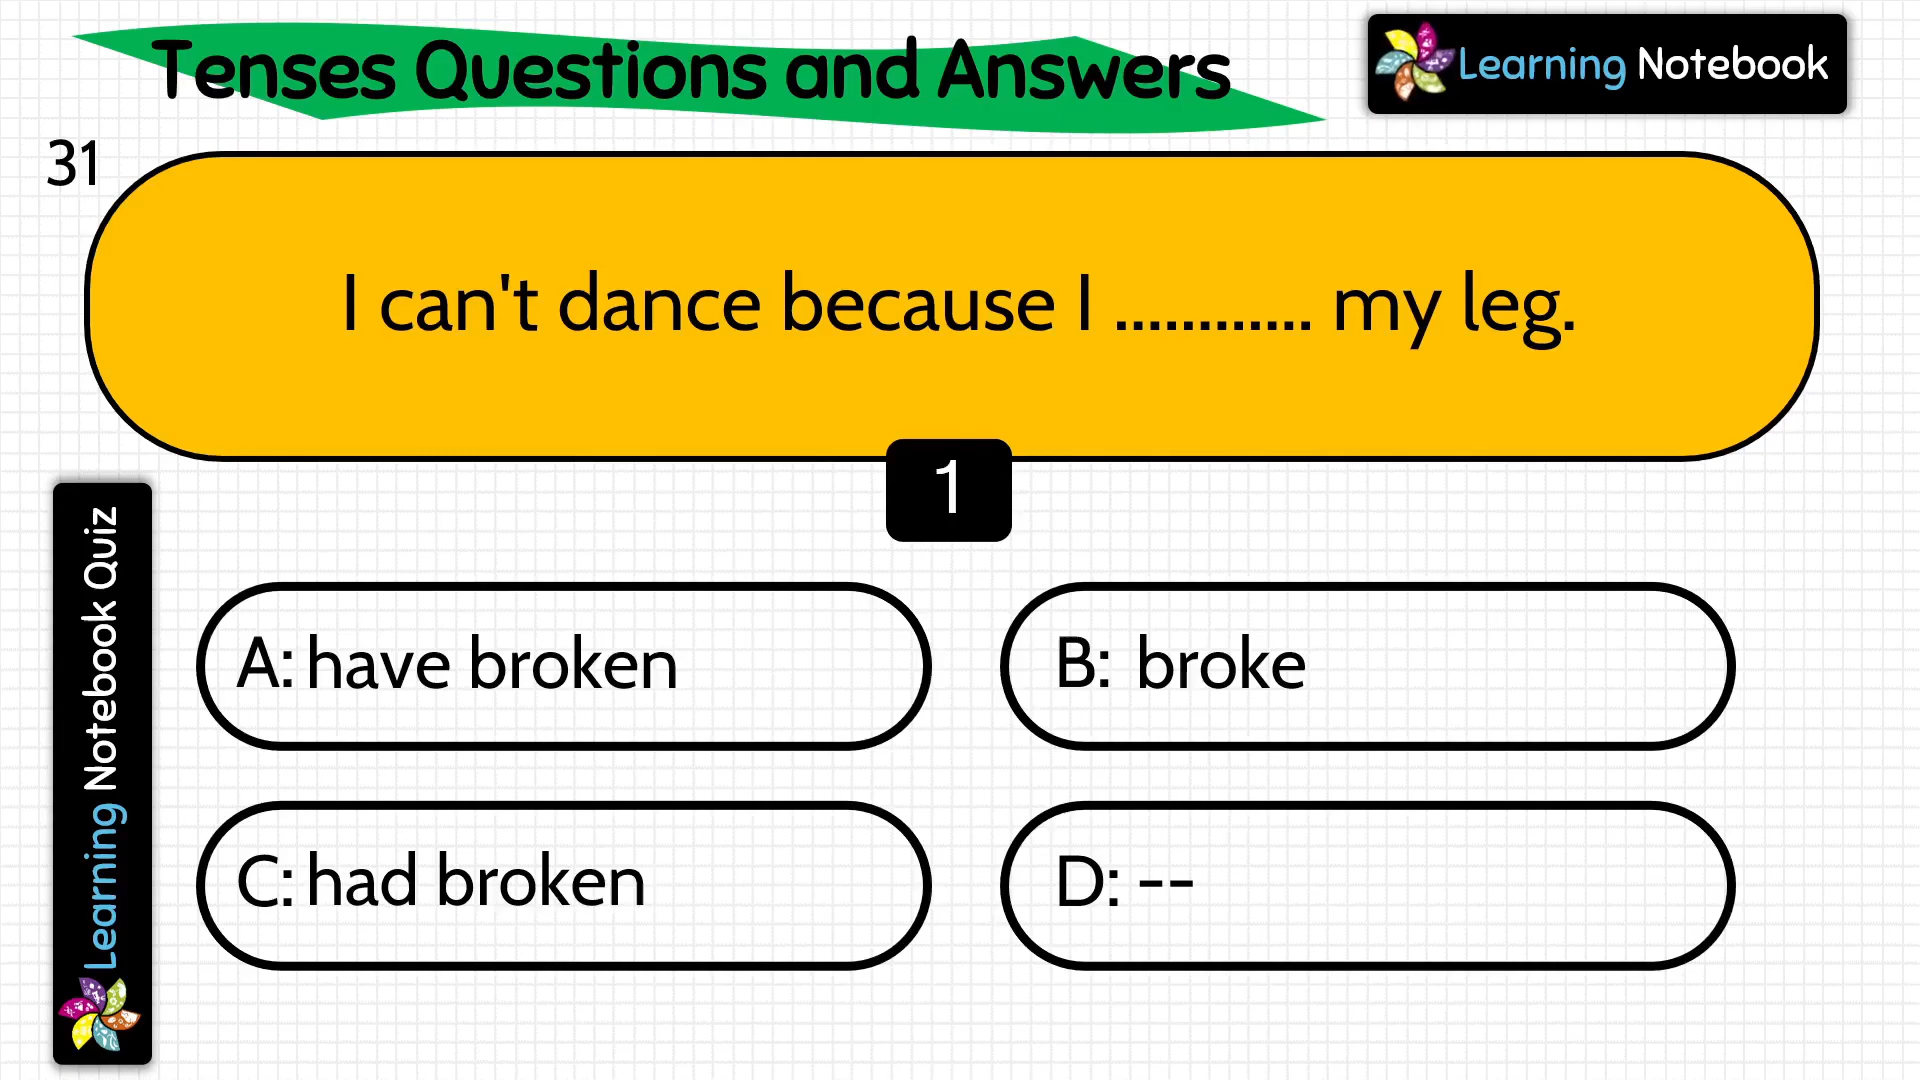 Tenses Questions and Answers
Learning Notebook
31
I can't dance because I ............ my leg.
1
A: have broken
B: broke
C: had broken
D: --
Learning Notebook Quiz